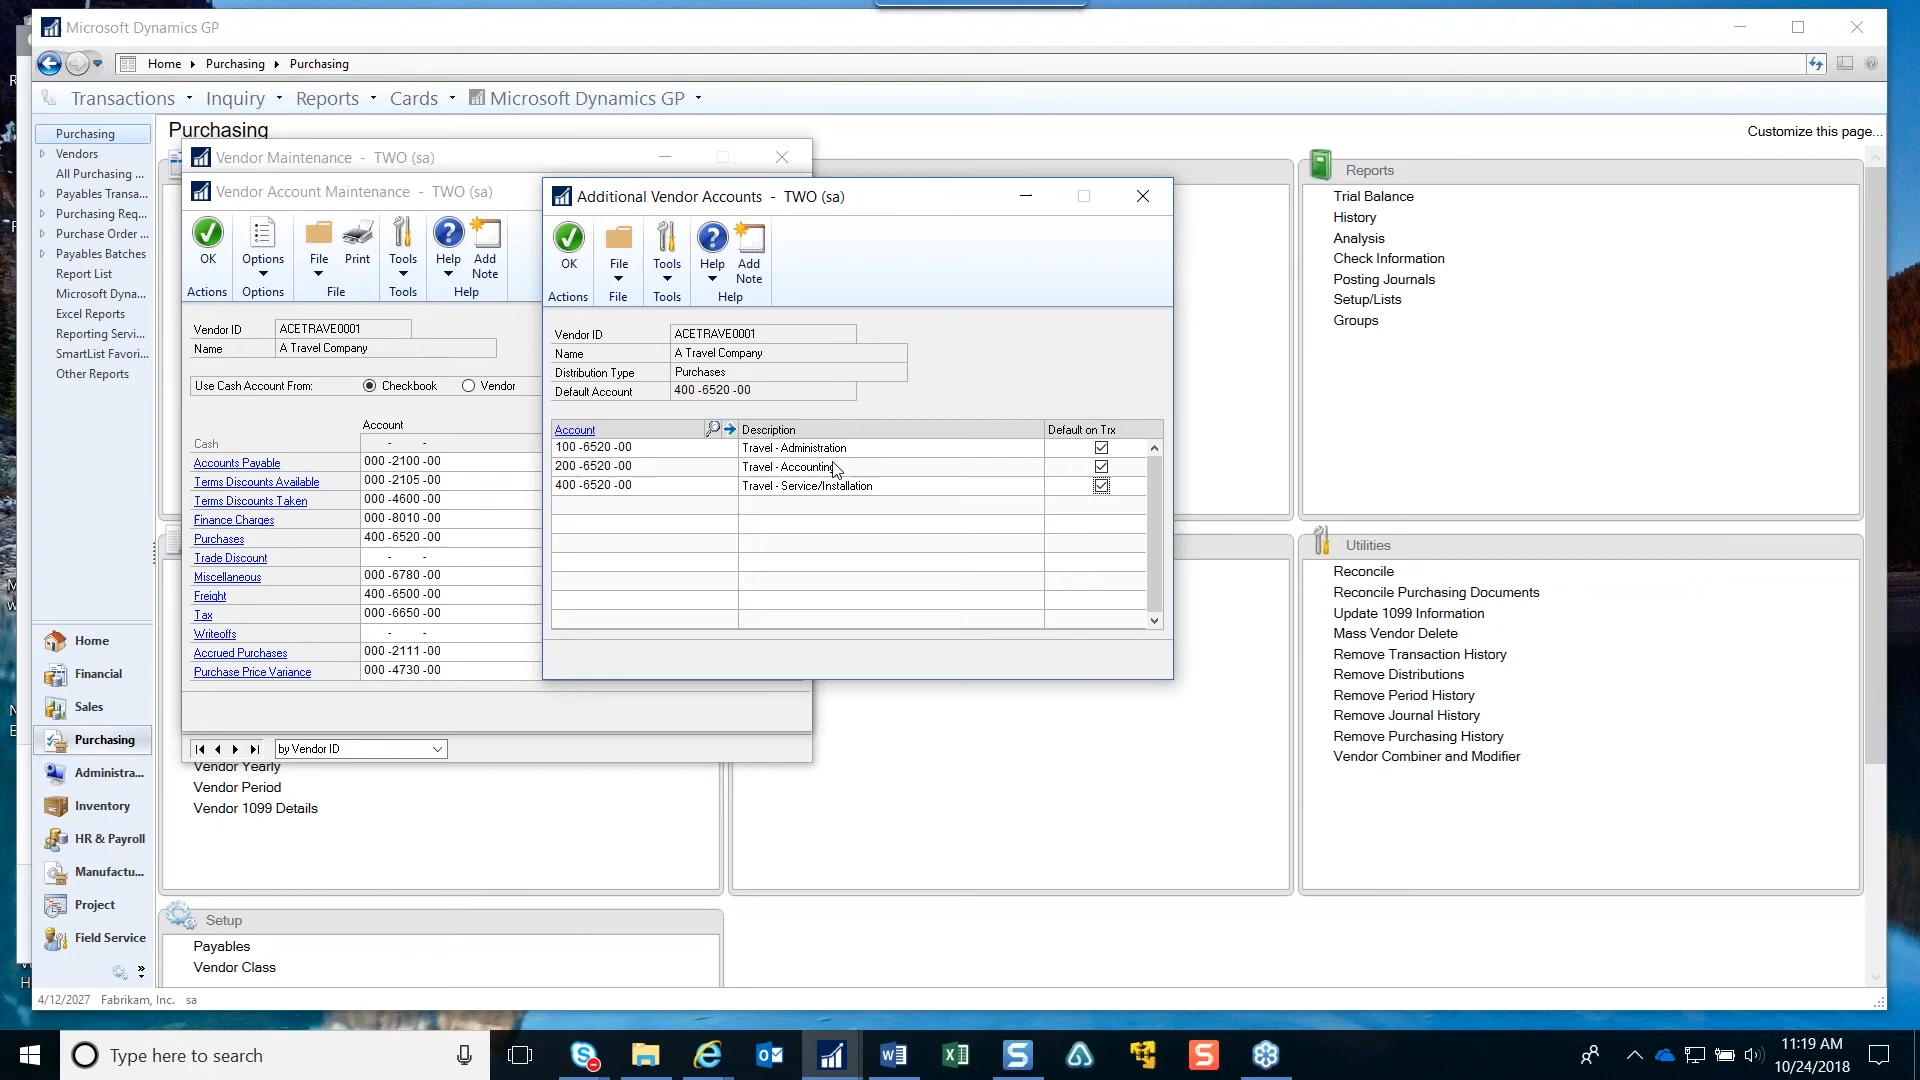 Microsoft Dynamics GP
Home Purchasing Purchasing
Transactions Inquiry Reports Cards Microsoft Dynamics GP
Purchasing
Vendors
All Purchasing ...
Payables Transa...
Purchasing Req...
Purchase Order ...
Payables Batches
Report List
Microsoft Dyna...
Excel Reports
Reporting Servi...
SmartList Favori...
Other Reports
Home
Financial
Sales
Purchasing
Administra...
Inventory
HR & Payroll
Manufactu...
Project
Field Service
Purchasing
Customize this page...
Vendor Maintenance - TWO (sa)
Vendor Account Maintenance - TWO (sa)
OK Options File Print Tools Help Add Note
Actions Options File Tools Help
Vendor ID ACETRAVE0001
Name A Travel Company
Use Cash Account From: Checkbook Vendor
Account
Cash - -
Accounts Payable 000 -2100 -00
Terms Discounts Available 000 -2105 -00
Terms Discounts Taken 000 -4600 -00
Finance Charges 000 -8010 -00
Purchases 400 -6520 -00
Trade Discount - -
Miscellaneous 000 -6780 -00
Freight 400 -6500 -00
Tax 000 -6650 -00
Writeoffs - -
Accrued Purchases 000 -2111 -00
Purchase Price Variance 000 -4730 -00
by Vendor ID
Additional Vendor Accounts - TWO (sa)
OK File Tools Help Add Note
Actions File Tools Help
Vendor ID ACETRAVE0001
Name A Travel Company
Distribution Type Purchases
Default Account 400 -6520 -00
Account Description Default on Trx
100 -6520 -00 Travel - Administration
200 -6520 -00 Travel - Accounting
400 -6520 -00 Travel - Service/Installation
Vendor Yearly
Vendor Period
Vendor 1099 Details
Setup
Payables
Vendor Class
Reports
Trial Balance
History
Analysis
Check Information
Posting Journals
Setup/Lists
Groups
Utilities
Reconcile
Reconcile Purchasing Documents
Update 1099 Information
Mass Vendor Delete
Remove Transaction History
Remove Distributions
Remove Period History
Remove Journal History
Remove Purchasing History
Vendor Combiner and Modifier
4/12/2027 Fabrikam, Inc. sa
Type here to search
11:19 AM
10/24/2018